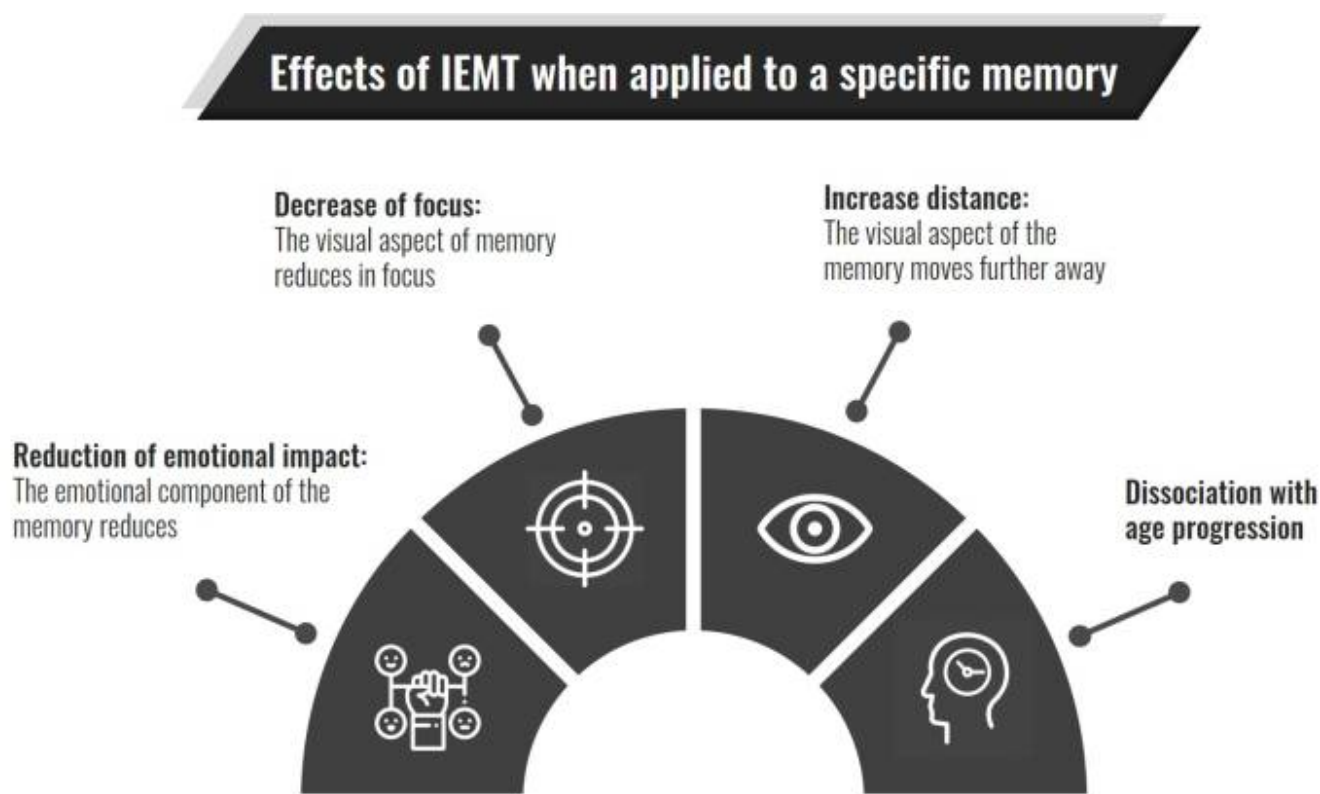 Effects of IEMT when applied to a specific memory
Decrease of focus:
The visual aspect of memory
reduces in focus
Increase distance:
The visual aspect of the
memory moves further away
Reduction of emotional impact:
The emotional component of the
memory reduces
Dissociation with
age progression